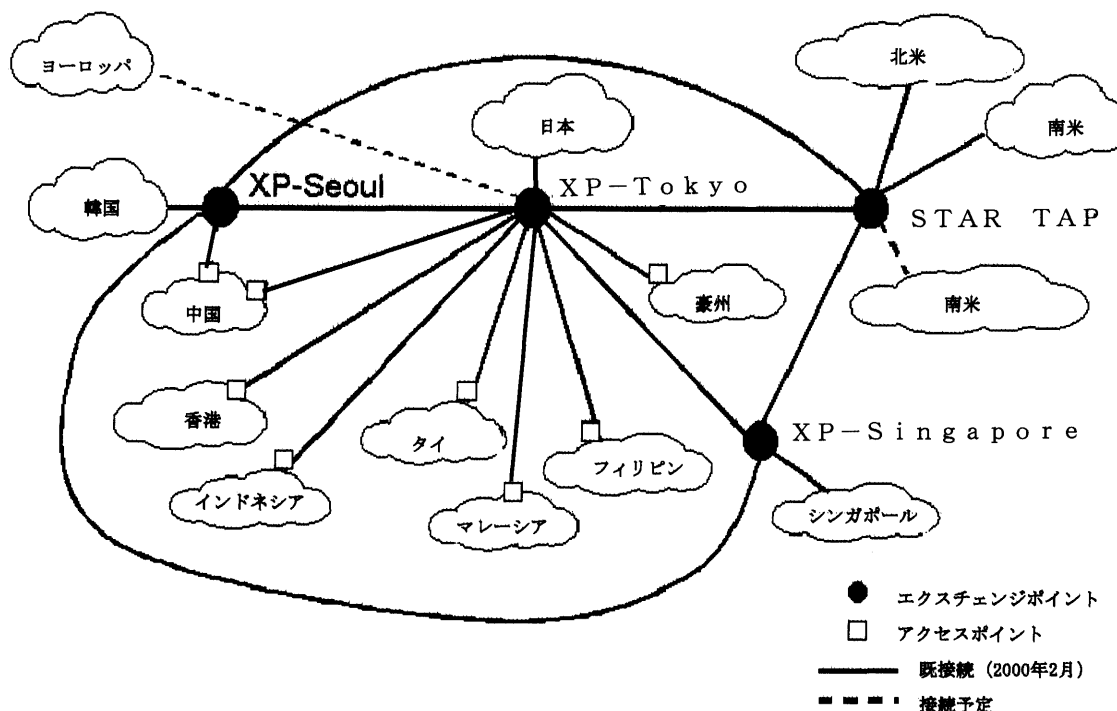 北米
ヨーロッパ
日本
南米
XP-Seoul
XP-Tokyo
韓国
STAR TAP
中国
豪州
南米
香港
タイ
XP-Singapore
フィリピン
インドネシア
マレーシア
シンガポール
エクスチェンジポイント
アクセスポイント
既接続 (2000年2月)
接続予定